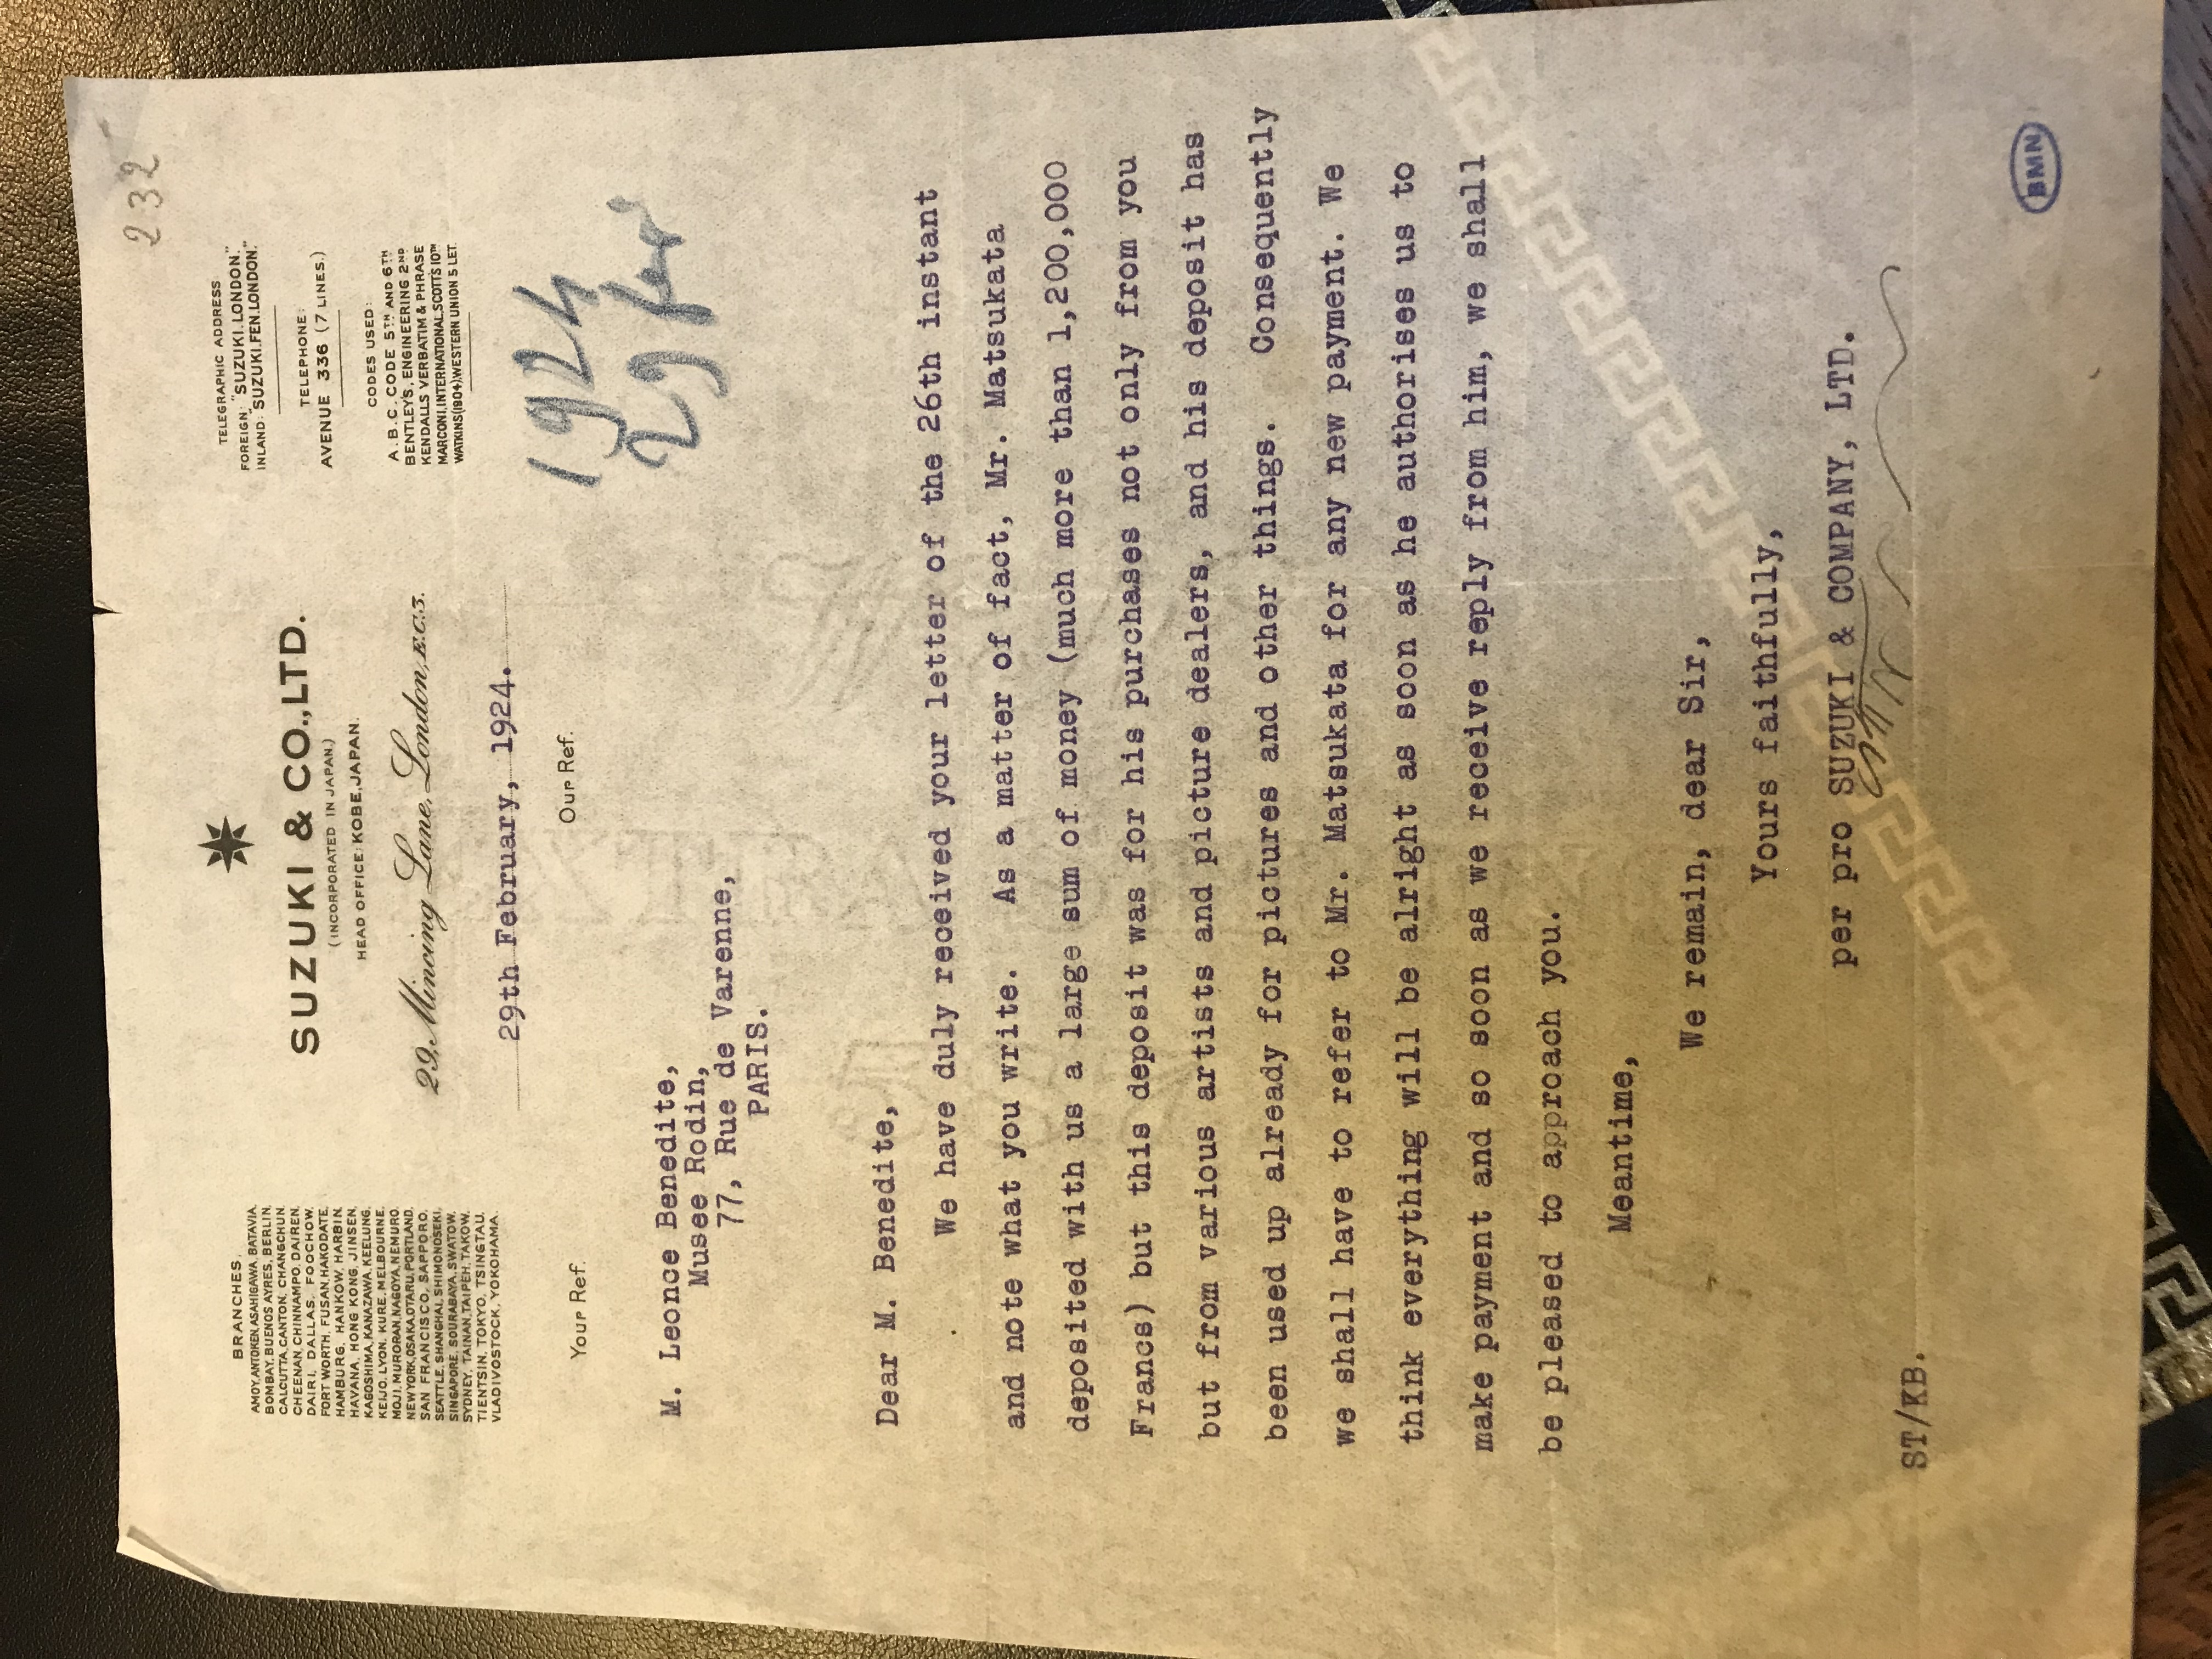 232
BRANCHES
AMOY, ANTOKEN, ASAHIGAWA, BATAVIA,
BOMBAY, BUENOS AYRES, BERLIN,
CALCUTTA, CANTON, CHANGCHUN,
CHEENAN, CHINNAMPO, DAIREN,
DAIRI, DALLAS, FOOCHOW,
FORT WORTH, FUSAN, HAKODATE,
HAMBURG, HANKOW, HARBIN,
HAVANA, HONG KONG, JINSEN,
KAGOSHIMA, KANAZAWA, KEELUNG,
KEIJO, LYON, KURE, MELBOURNE,
MOJI, MURORAN, NAGOYA, NEMURO,
NEW YORK, OSAKA, OTARU, PORTLAND,
SAN FRANCISCO, SAPPORO,
SEATTLE, SHANGHAI, SHIMONOSEKI,
SINGAPORE, SOURABAYA, SWATOW,
SYDNEY, TAINAN, TAIPEH, TAKOW,
TIENTSIN, TOKYO, TSINGTAU,
VLADIVOSTOCK, YOKOHAMA.
SUZUKI & CO., LTD.
(INCORPORATED IN JAPAN.)
HEAD OFFICE: KOBE, JAPAN.
29, Mincing Lane, London, E.C.3.
29th February, 1924.
TELEGRAPHIC ADDRESS
FOREIGN: "SUZUKI. LONDON."
INLAND: "SUZUKI. FEN. LONDON."
TELEPHONE:
AVENUE 336 (7 LINES.)
CODES USED:
A.B.C. CODE 5TH AND 6TH
BENTLEY'S, ENGINEERING 2ND
KENDALLS VERBATIM & PHRASE
MARCONI, INTERNATIONAL, SCOTTS 10TH
WATKINS (1904) WESTERN UNION 5 LET.
1924
29 fev
Your Ref.
Our Ref.
M. Leonce Benedite,
Musee Rodin,
77, Rue de Varenne,
PARIS.
Dear M. Benedite,
We have duly received your letter of the 26th instant
and note what you write. As a matter of fact, Mr. Matsukata
deposited with us a large sum of money (much more than 1,200,000
Francs) but this deposit was for his purchases not only from you
but from various artists and picture dealers, and his deposit has
been used up already for pictures and other things. Consequently
we shall have to refer to Mr. Matsukata for any new payment. We
think everything will be alright as soon as he authorises us to
make payment and so soon as we receive reply from him, we shall
be pleased to approach you.
Meantime,
We remain, dear Sir,
Yours faithfully,
per pro SUZUKI & COMPANY, LTD.
ST/KB.
BMN